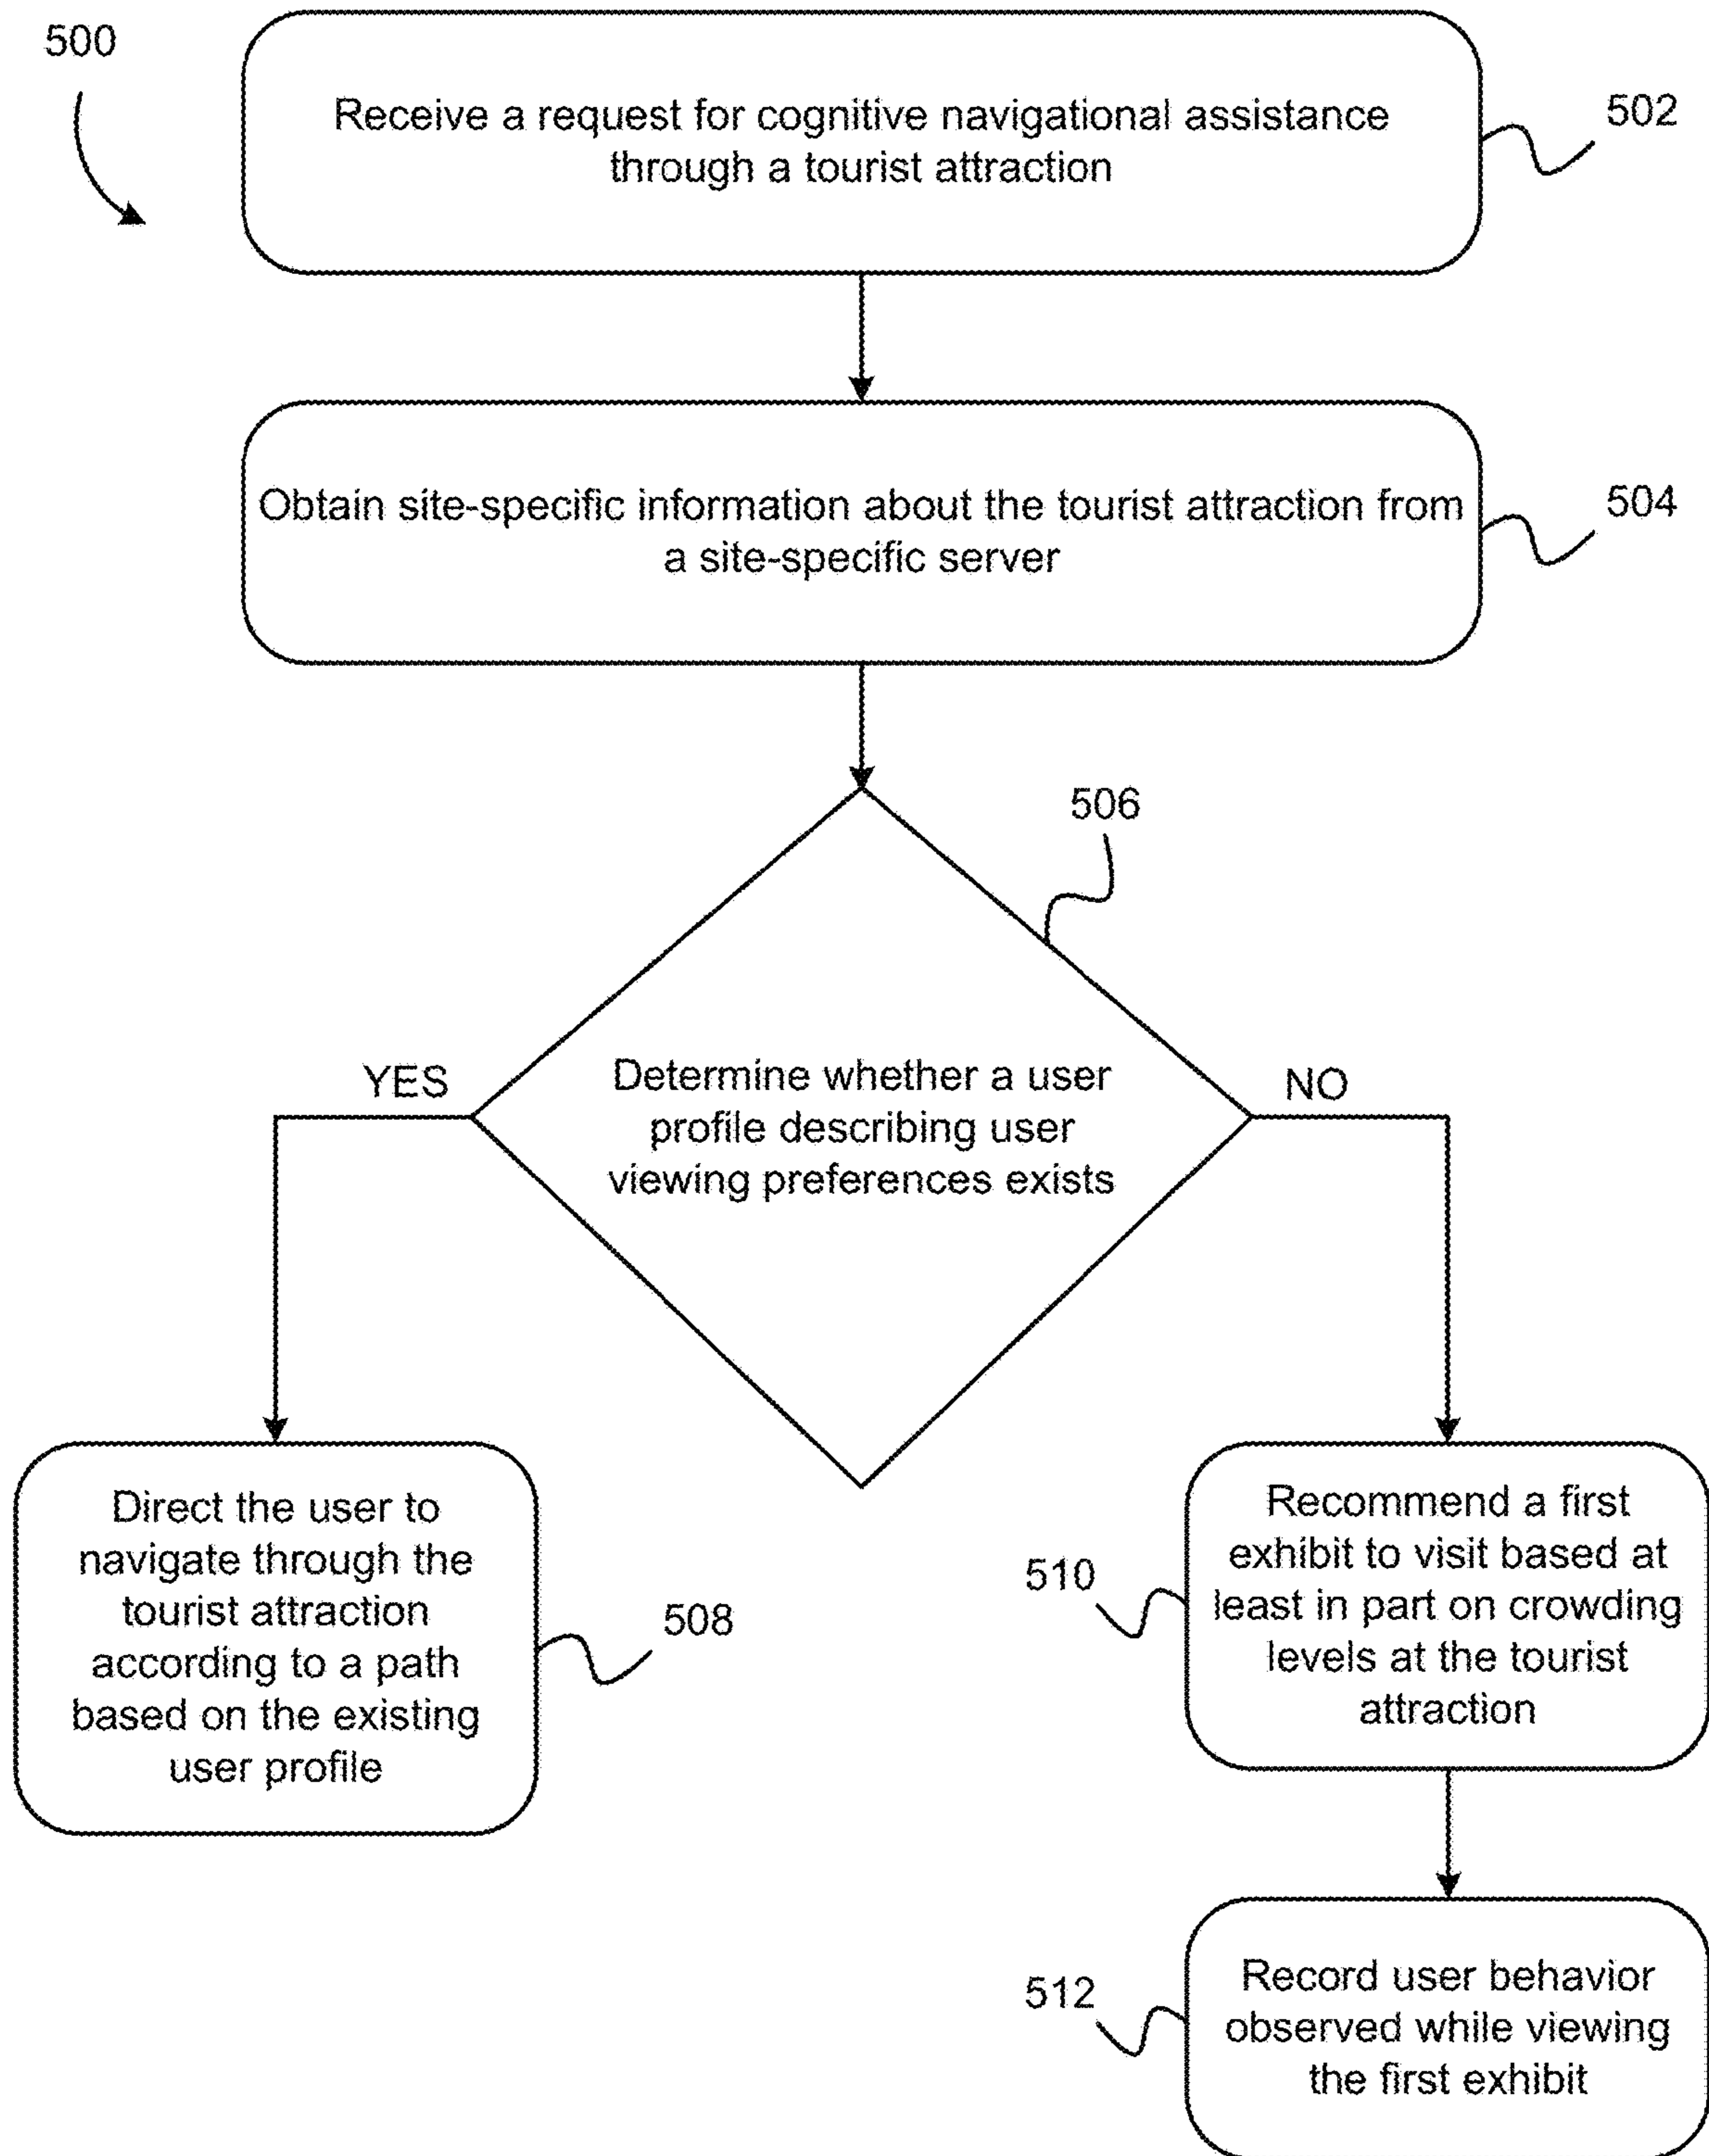 500
Receive a request for cognitive navigational assistance
through a tourist attraction
502
Obtain site-specific information about the tourist attraction from
a site-specific server
504
506
YES
Determine whether a user
profile describing user
viewing preferences exists
NO
Direct the user to
navigate through the
tourist attraction
according to a path
based on the existing
user profile
508
510
Recommend a first
exhibit to visit based at
least in part on crowding
levels at the tourist
attraction
512
Record user behavior
observed while viewing
the first exhibit